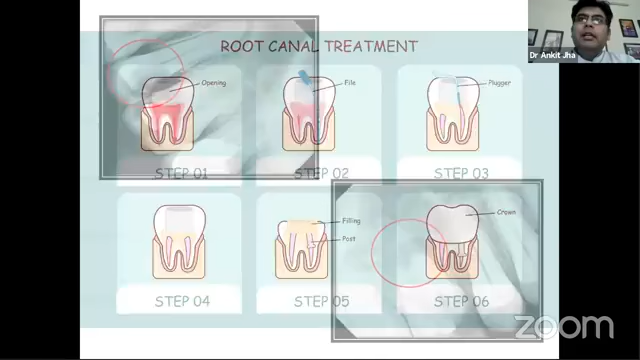 Dr Ankit Jha
ROOT CANAL TREATMENT
Opening
File
Plugger
STEP 01
STEP 02
STEP 03
Filling
Post
Crown
STEP 04
STEP 05
STEP 06
zoom